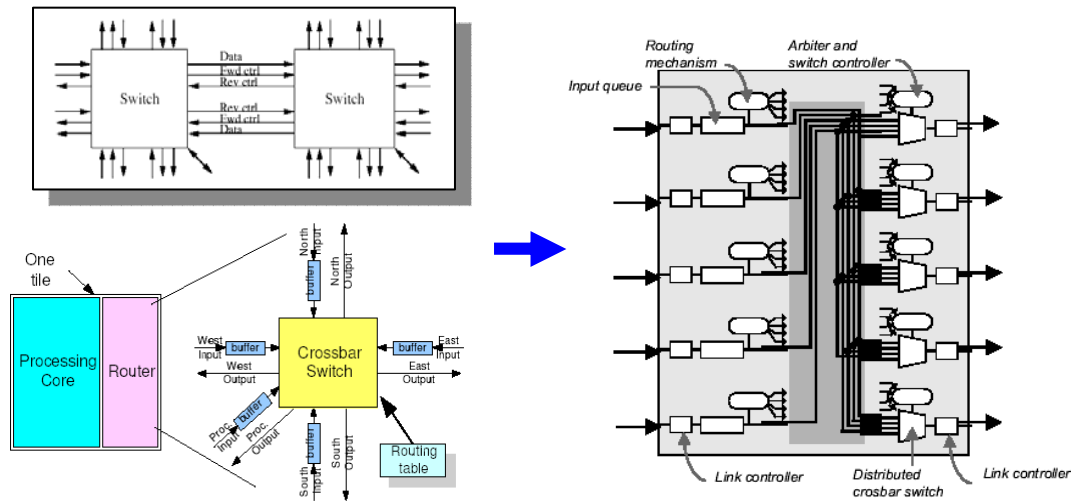 Data
Fwd ctrl
Rev ctrl
Switch
Switch
Rev ctrl
Fwd ctrl
Data
One
tile
Processing
Core
Router
North
Input
buffer
North
Output
West
Input
buffer
West
Output
Crossbar
Switch
buffer
East
Input
East
Output
Proc.
Input
buffer
Proc.
Output
South
Input
buffer
South
Output
Routing
table
Routing
mechanism
Input queue
Arbiter and
switch controller
Link controller
Distributed
crosbar switch
Link controller